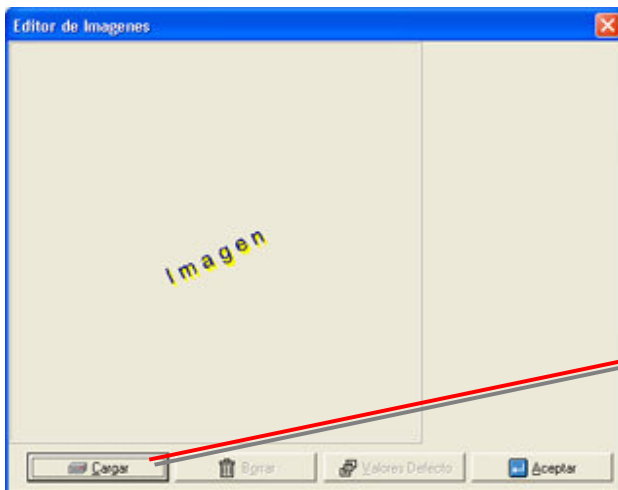 Editor de Imagenes
Imagen
Cargar Borrar Valores Defecto Aceptar